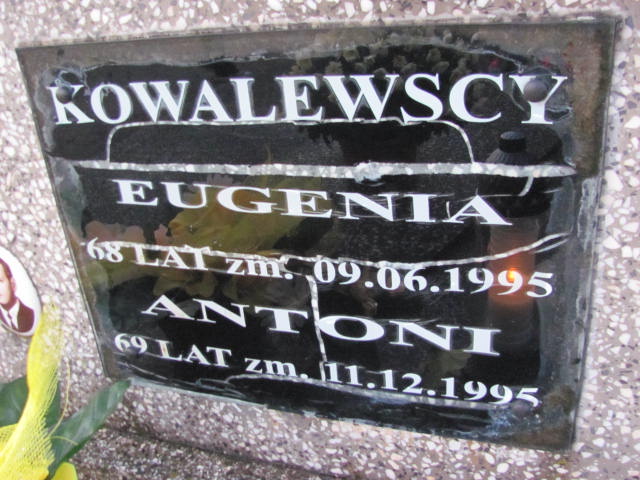 KOWALEWSCY
EUGENIA
68 LAT zm. 09.06.1995
ANTONI
69 LAT zm. 11.12.1995